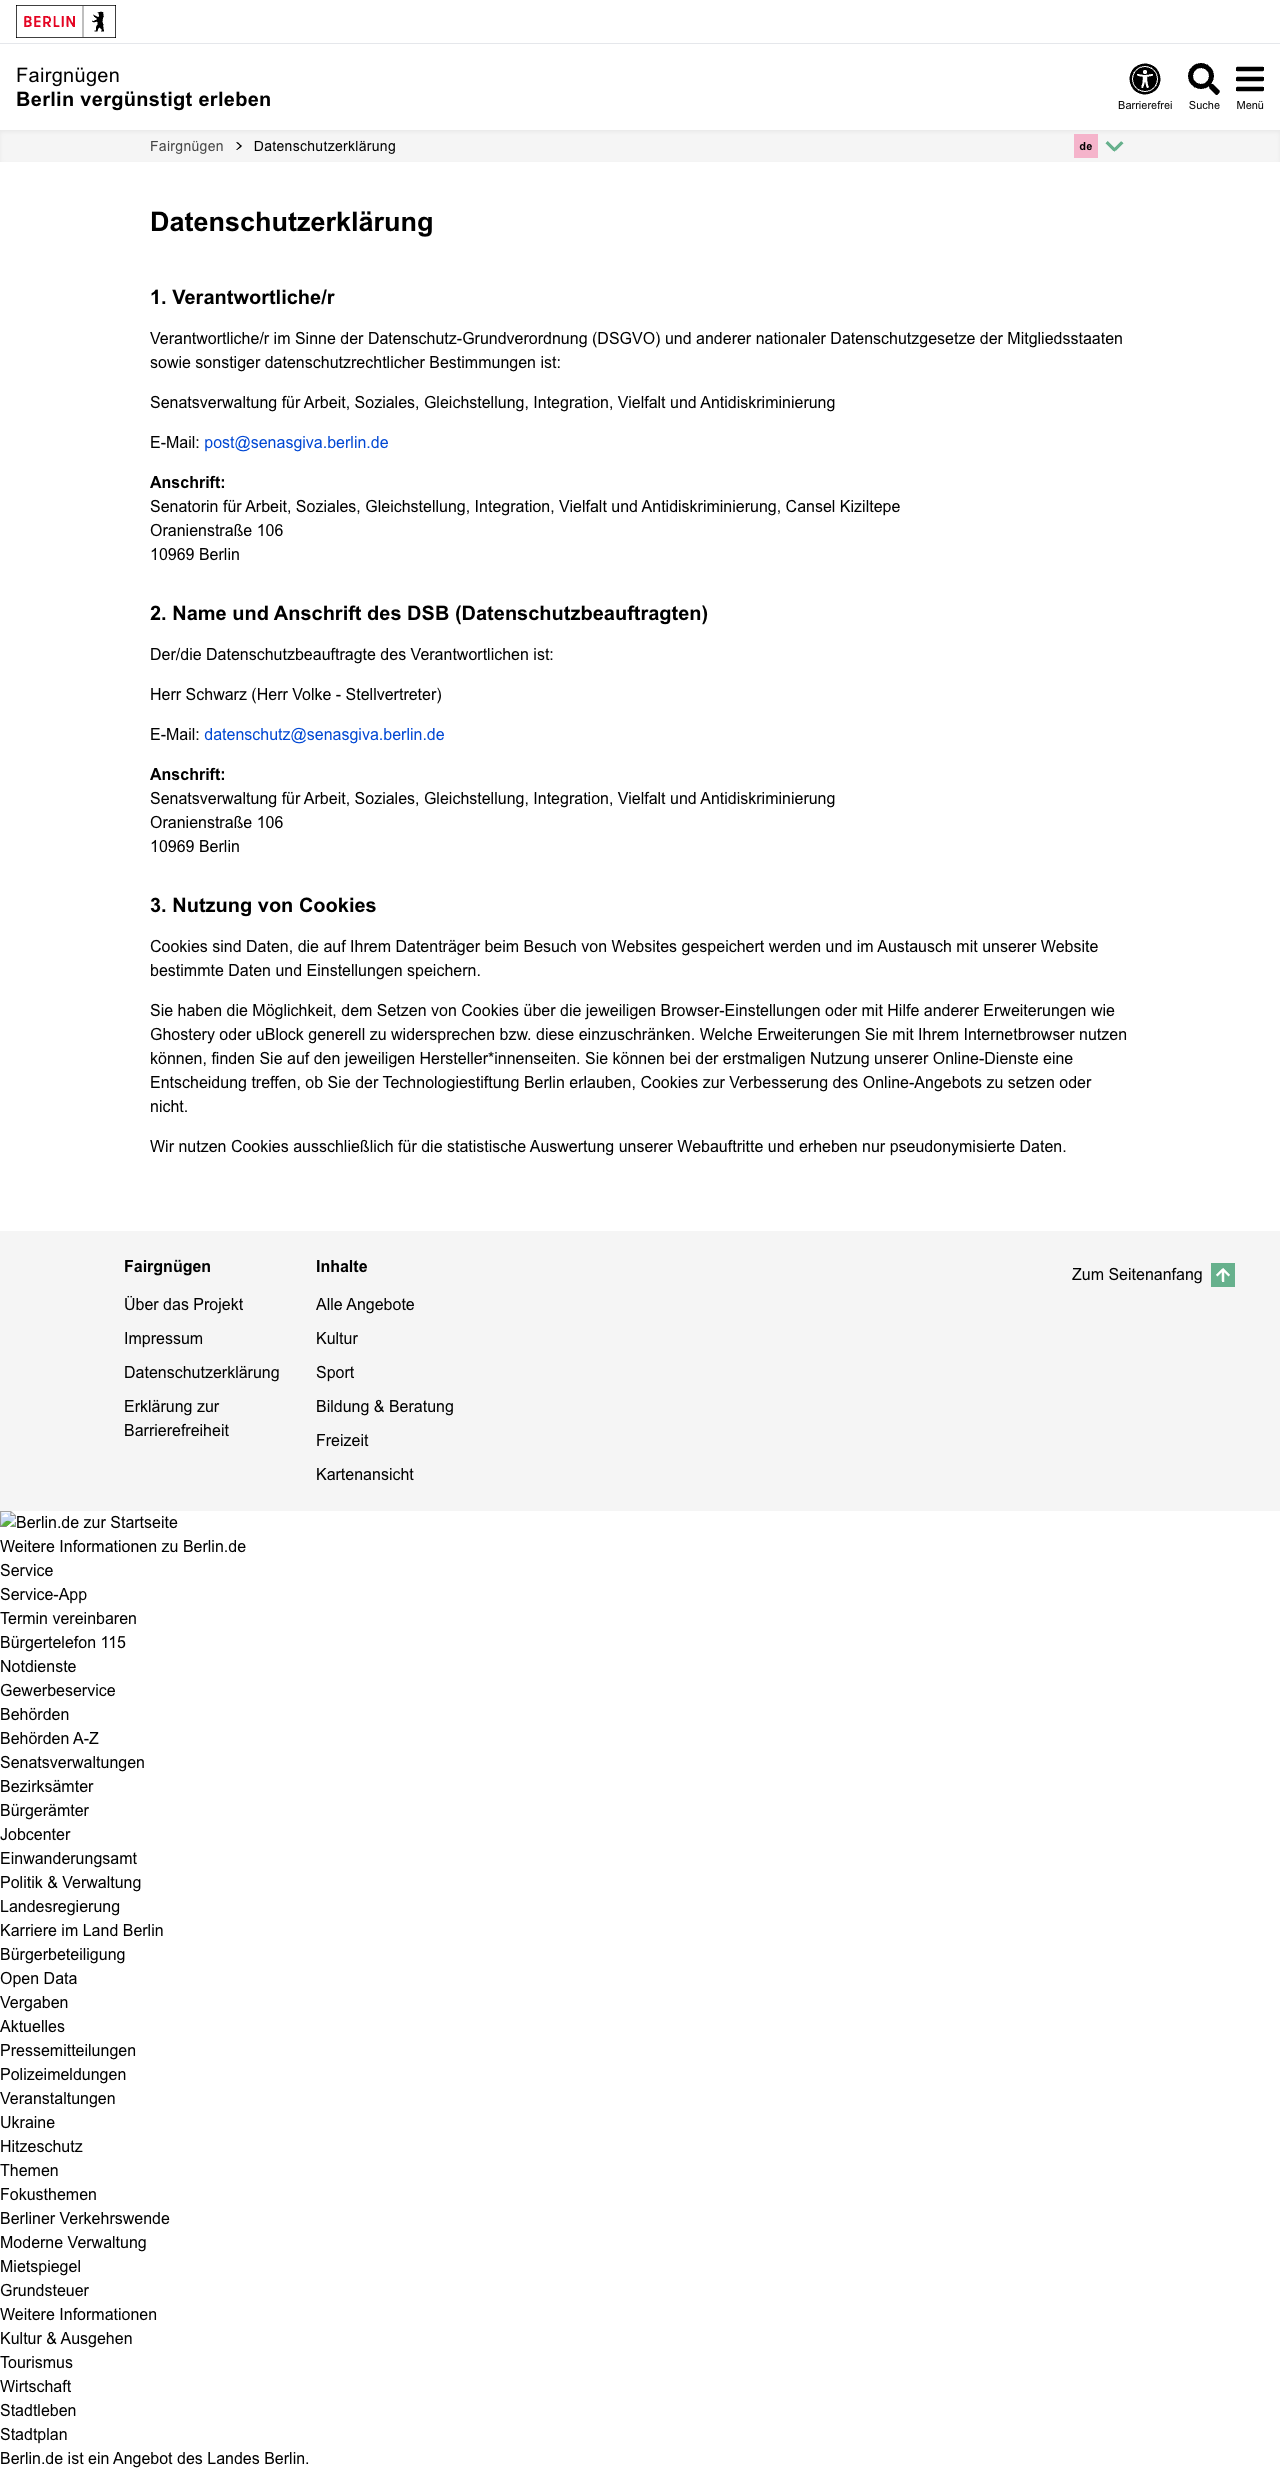 BERLIN
Fairgnügen
Berlin vergünstigt erleben
Barrierefrei
Suche
Menü
Fairgnügen > Datenschutzerklärung
de
Datenschutzerklärung
1. Verantwortliche/r
Verantwortliche/r im Sinne der Datenschutz-Grundverordnung (DSGVO) und anderer nationaler Datenschutzgesetze der Mitgliedsstaaten
sowie sonstiger datenschutzrechtlicher Bestimmungen ist:
Senatsverwaltung für Arbeit, Soziales, Gleichstellung, Integration, Vielfalt und Antidiskriminierung
E-Mail: post@senasgiva.berlin.de
Anschrift:
Senatorin für Arbeit, Soziales, Gleichstellung, Integration, Vielfalt und Antidiskriminierung, Cansel Kiziltepe
Oranienstraße 106
10969 Berlin
2. Name und Anschrift des DSB (Datenschutzbeauftragten)
Der/die Datenschutzbeauftragte des Verantwortlichen ist:
Herr Schwarz (Herr Volke - Stellvertreter)
E-Mail: datenschutz@senasgiva.berlin.de
Anschrift:
Senatsverwaltung für Arbeit, Soziales, Gleichstellung, Integration, Vielfalt und Antidiskriminierung
Oranienstraße 106
10969 Berlin
3. Nutzung von Cookies
Cookies sind Daten, die auf Ihrem Datenträger beim Besuch von Websites gespeichert werden und im Austausch mit unserer Website
bestimmte Daten und Einstellungen speichern.
Sie haben die Möglichkeit, dem Setzen von Cookies über die jeweiligen Browser-Einstellungen oder mit Hilfe anderer Erweiterungen wie
Ghostery oder uBlock generell zu widersprechen bzw. diese einzuschränken. Welche Erweiterungen Sie mit Ihrem Internetbrowser nutzen
können, finden Sie auf den jeweiligen Hersteller*innenseiten. Sie können bei der erstmaligen Nutzung unserer Online-Dienste eine
Entscheidung treffen, ob Sie der Technologiestiftung Berlin erlauben, Cookies zur Verbesserung des Online-Angebots zu setzen oder
nicht.
Wir nutzen Cookies ausschließlich für die statistische Auswertung unserer Webauftritte und erheben nur pseudonymisierte Daten.
Fairgnügen
Über das Projekt
Impressum
Datenschutzerklärung
Erklärung zur
Barrierefreiheit
Inhalte
Alle Angebote
Kultur
Sport
Bildung & Beratung
Freizeit
Kartenansicht
Zum Seitenanfang
Berlin.de zur Startseite
Weitere Informationen zu Berlin.de
Service
Service-App
Termin vereinbaren
Bürgertelefon 115
Notdienste
Gewerbeservice
Behörden
Behörden A-Z
Senatsverwaltungen
Bezirksämter
Bürgerämter
Jobcenter
Einwanderungsamt
Politik & Verwaltung
Landesregierung
Karriere im Land Berlin
Bürgerbeteiligung
Open Data
Vergaben
Aktuelles
Pressemitteilungen
Polizeimeldungen
Veranstaltungen
Ukraine
Hitzeschutz
Themen
Fokusthemen
Berliner Verkehrswende
Moderne Verwaltung
Mietspiegel
Grundsteuer
Weitere Informationen
Kultur & Ausgehen
Tourismus
Wirtschaft
Stadtleben
Stadtplan
Berlin.de ist ein Angebot des Landes Berlin.